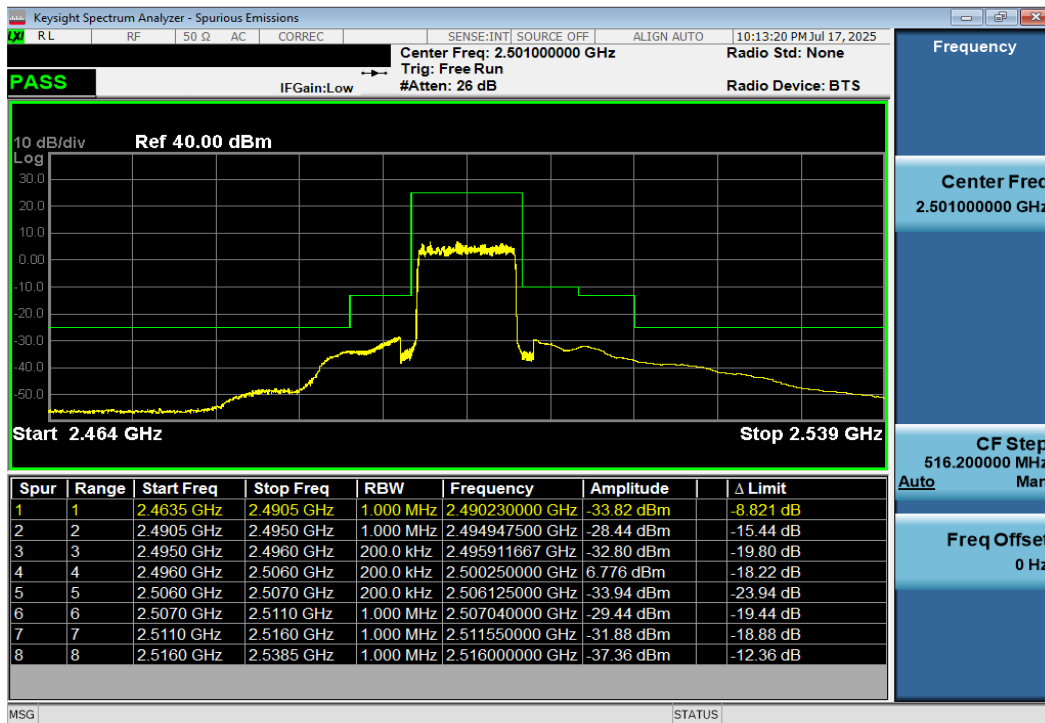 Keysight Spectrum Analyzer - Spurious Emissions
LXI RL RF 50 Ω AC CORREC SENSE:INT SOURCE OFF ALIGN AUTO 10:13:20 PM Jul 17, 2025
Center Freq: 2.501000000 GHz Radio Std: None
Trig: Free Run
PASS IFGain:Low #Atten: 26 dB Radio Device: BTS
10 dB/div Ref 40.00 dBm
Log
30.0
20.0
10.0
0.00
-10.0
-20.0
-30.0
-40.0
-50.0
Start 2.464 GHz Stop 2.539 GHz
Spur Range Start Freq Stop Freq RBW Frequency Amplitude Δ Limit
1 1 2.4635 GHz 2.4905 GHz 1.000 MHz 2.490230000 GHz -33.82 dBm -8.821 dB
2 2 2.4905 GHz 2.4950 GHz 1.000 MHz 2.494947500 GHz -28.44 dBm -15.44 dB
3 3 2.4950 GHz 2.4960 GHz 200.0 kHz 2.495911667 GHz -32.80 dBm -19.80 dB
4 4 2.4960 GHz 2.5060 GHz 200.0 kHz 2.500250000 GHz 6.776 dBm -18.22 dB
5 5 2.5060 GHz 2.5070 GHz 200.0 kHz 2.506125000 GHz -33.94 dBm -23.94 dB
6 6 2.5070 GHz 2.5110 GHz 1.000 MHz 2.507040000 GHz -29.44 dBm -19.44 dB
7 7 2.5110 GHz 2.5160 GHz 1.000 MHz 2.511550000 GHz -31.88 dBm -18.88 dB
8 8 2.5160 GHz 2.5385 GHz 1.000 MHz 2.516000000 GHz -37.36 dBm -12.36 dB
MSG STATUS
Frequency
Center Freq
2.501000000 GHz
CF Step
516.200000 MHz
Auto Man
Freq Offset
0 Hz